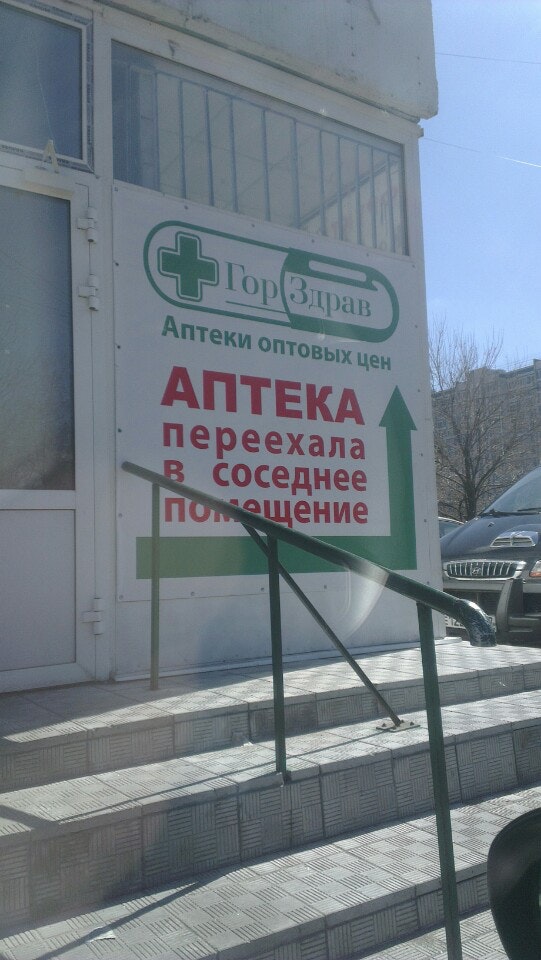 ГорЗдрав
Аптеки оптовых цен
АПТЕКА
переехала
в соседнее
помещение